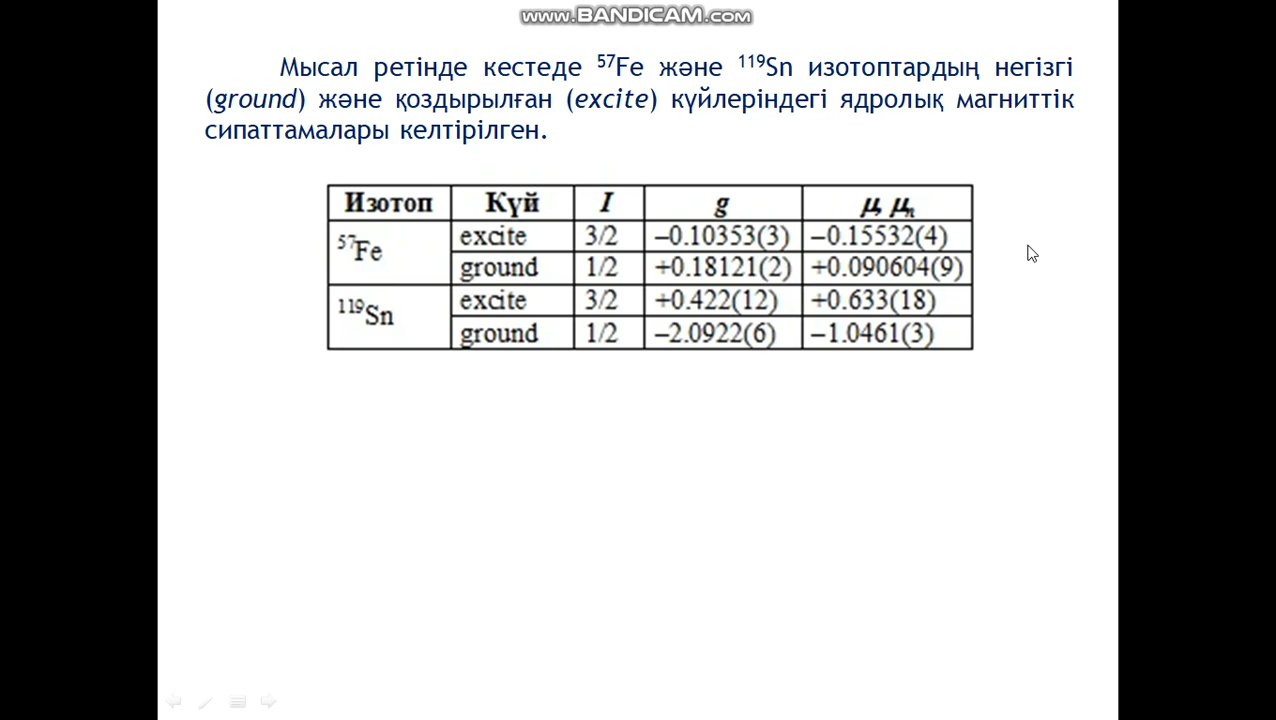 www.BANDICAM.com
Мысал ретінде кестеде ⁵⁷Fe және ¹¹⁹Sn изотоптардың негізгі
(ground) және қоздырылған (excite) күйлеріндегі ядролық магниттік
сипаттамалары келтірілген.
Изотоп Күй I g μ, μₙ
⁵⁷Fe excite 3/2 –0.10353(3) –0.15532(4)
ground 1/2 +0.18121(2) +0.090604(9)
¹¹⁹Sn excite 3/2 +0.422(12) +0.633(18)
ground 1/2 –2.0922(6) –1.0461(3)